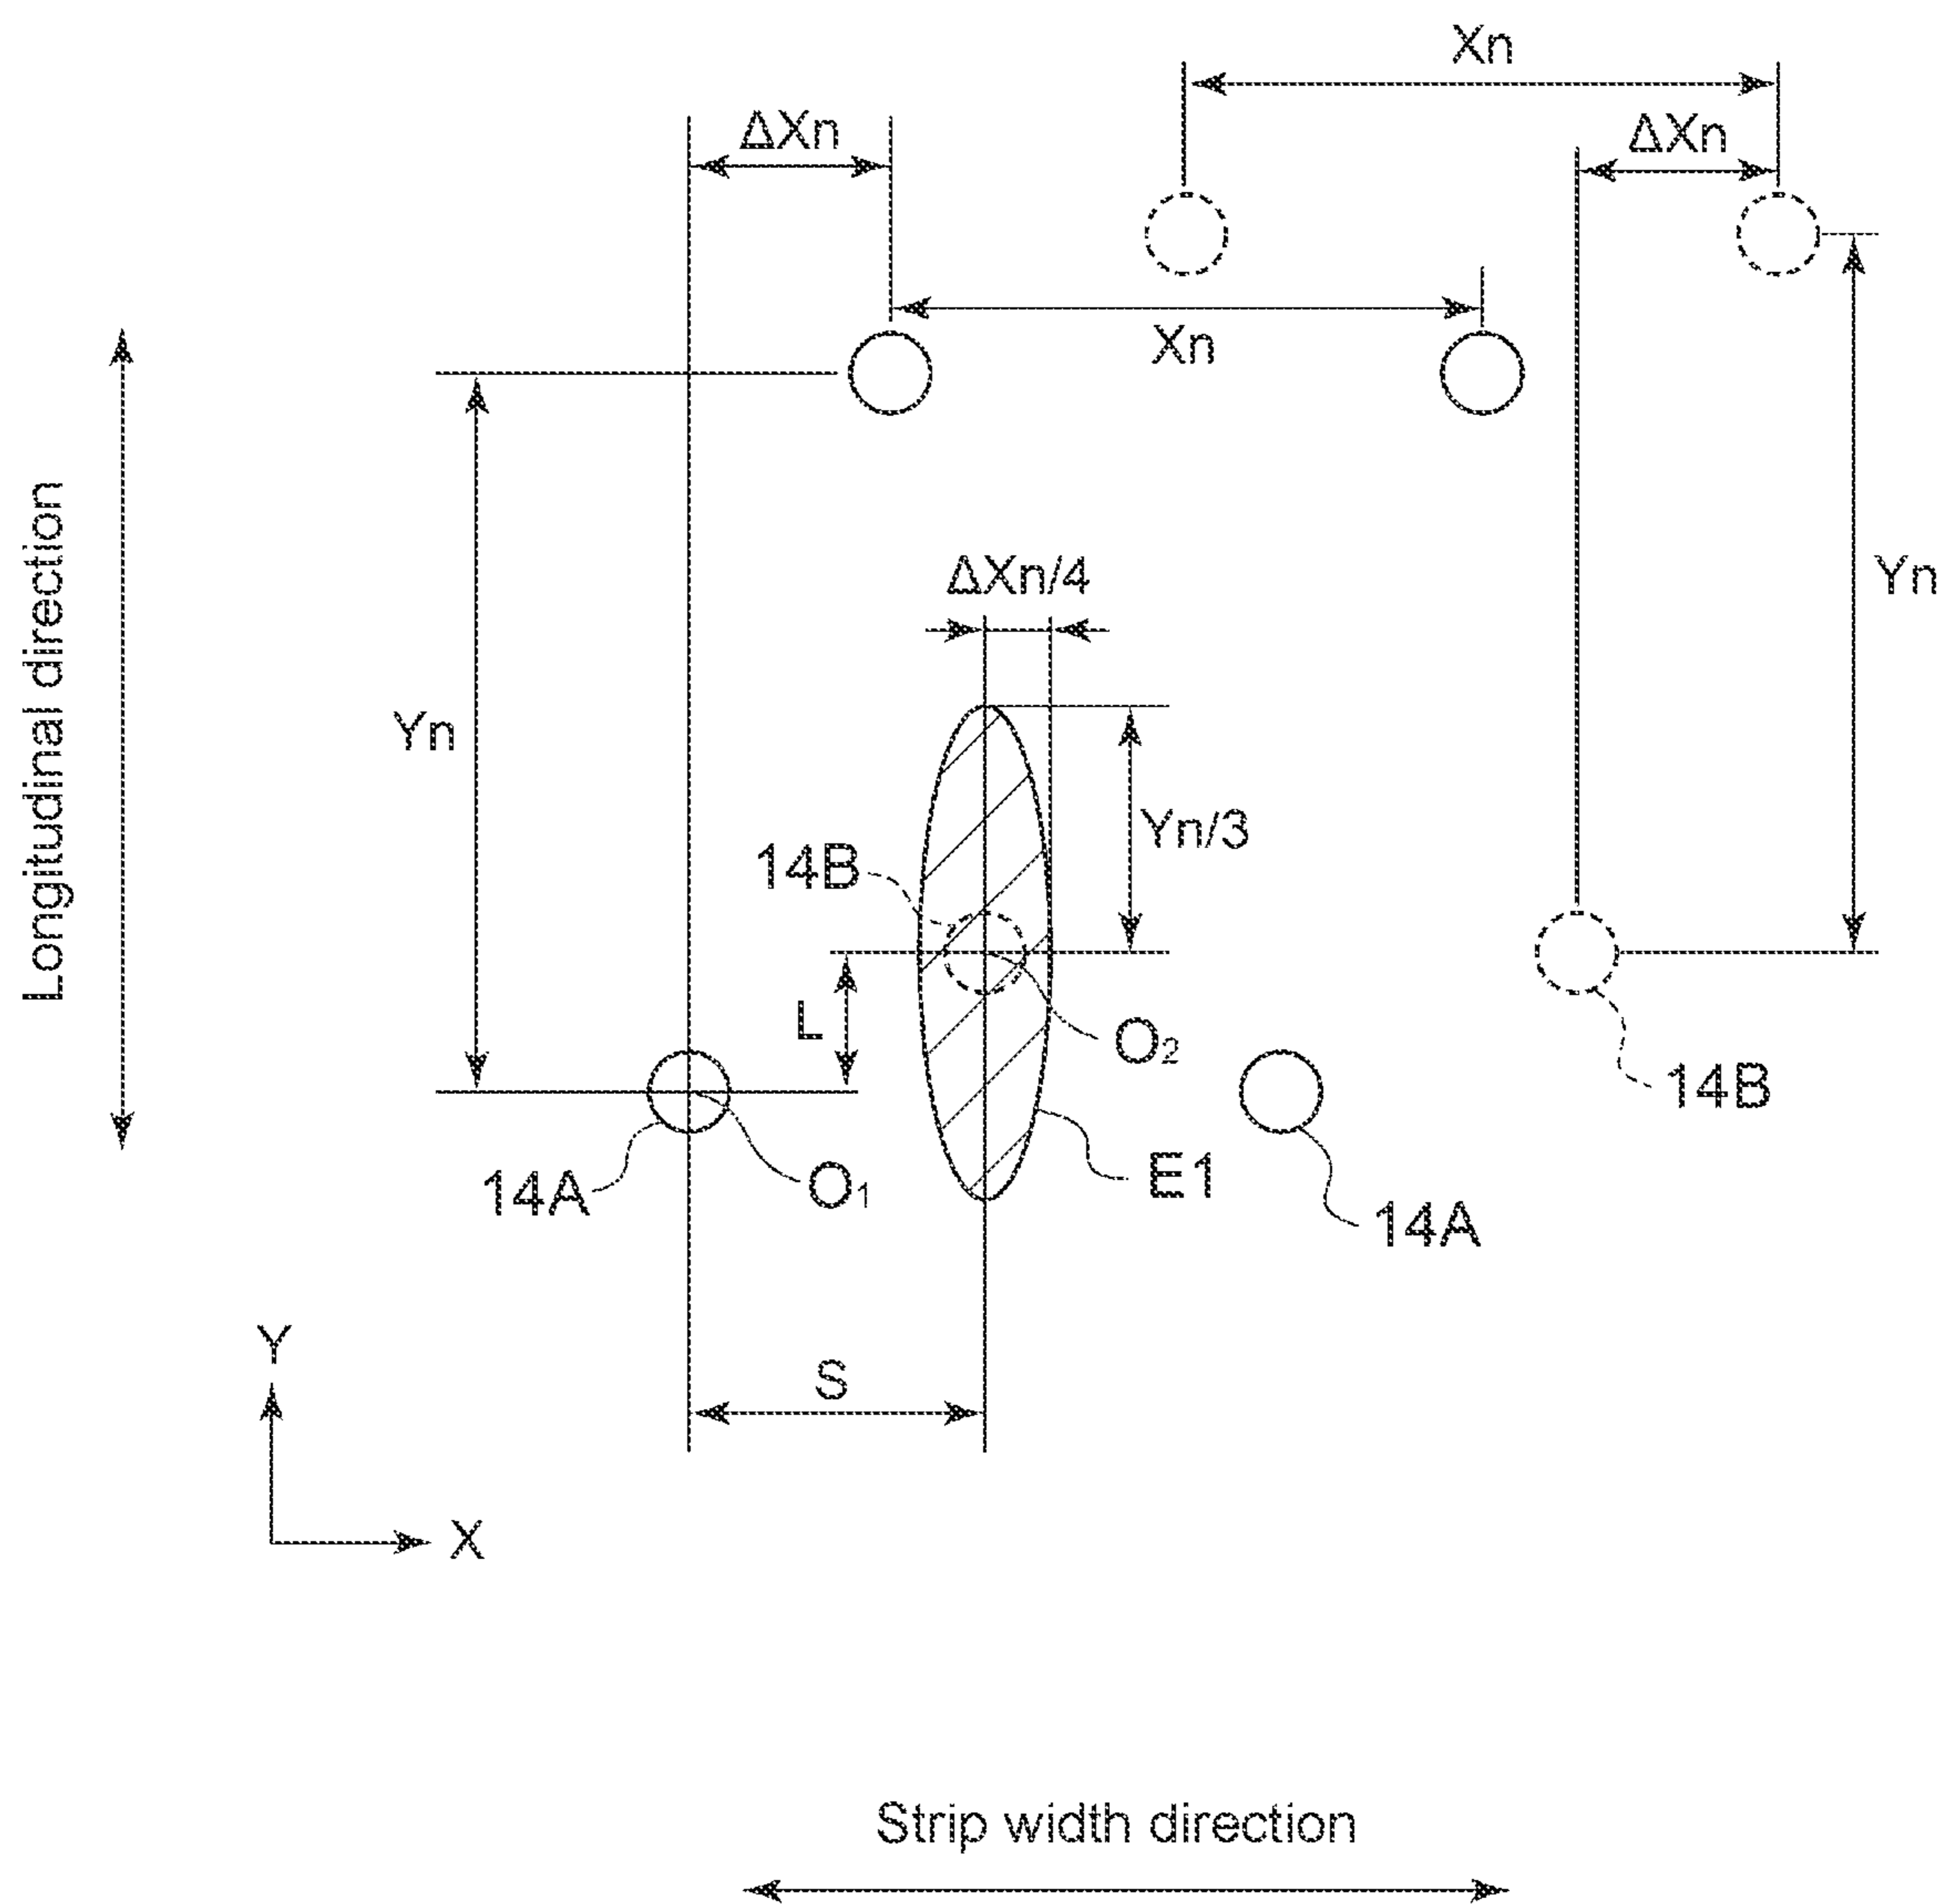 Xn
ΔXn
ΔXn
Xn
Longitudinal direction
ΔXn/4
Yn
Yn
Yn/3
14B
L
O₂
14B
14A
O₁
E1
14A
Y
S
X
Strip width direction